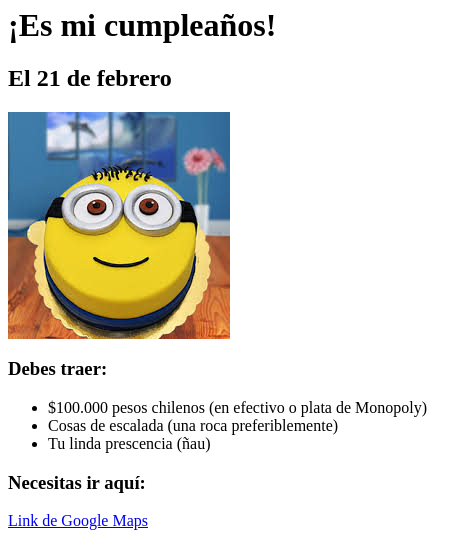 ¡Es mi cumpleaños!
El 21 de febrero
Debes traer:
$100.000 pesos chilenos (en efectivo o plata de Monopoly)
Cosas de escalada (una roca preferiblemente)
Tu linda prescencia (ñau)
Necesitas ir aquí:
Link de Google Maps